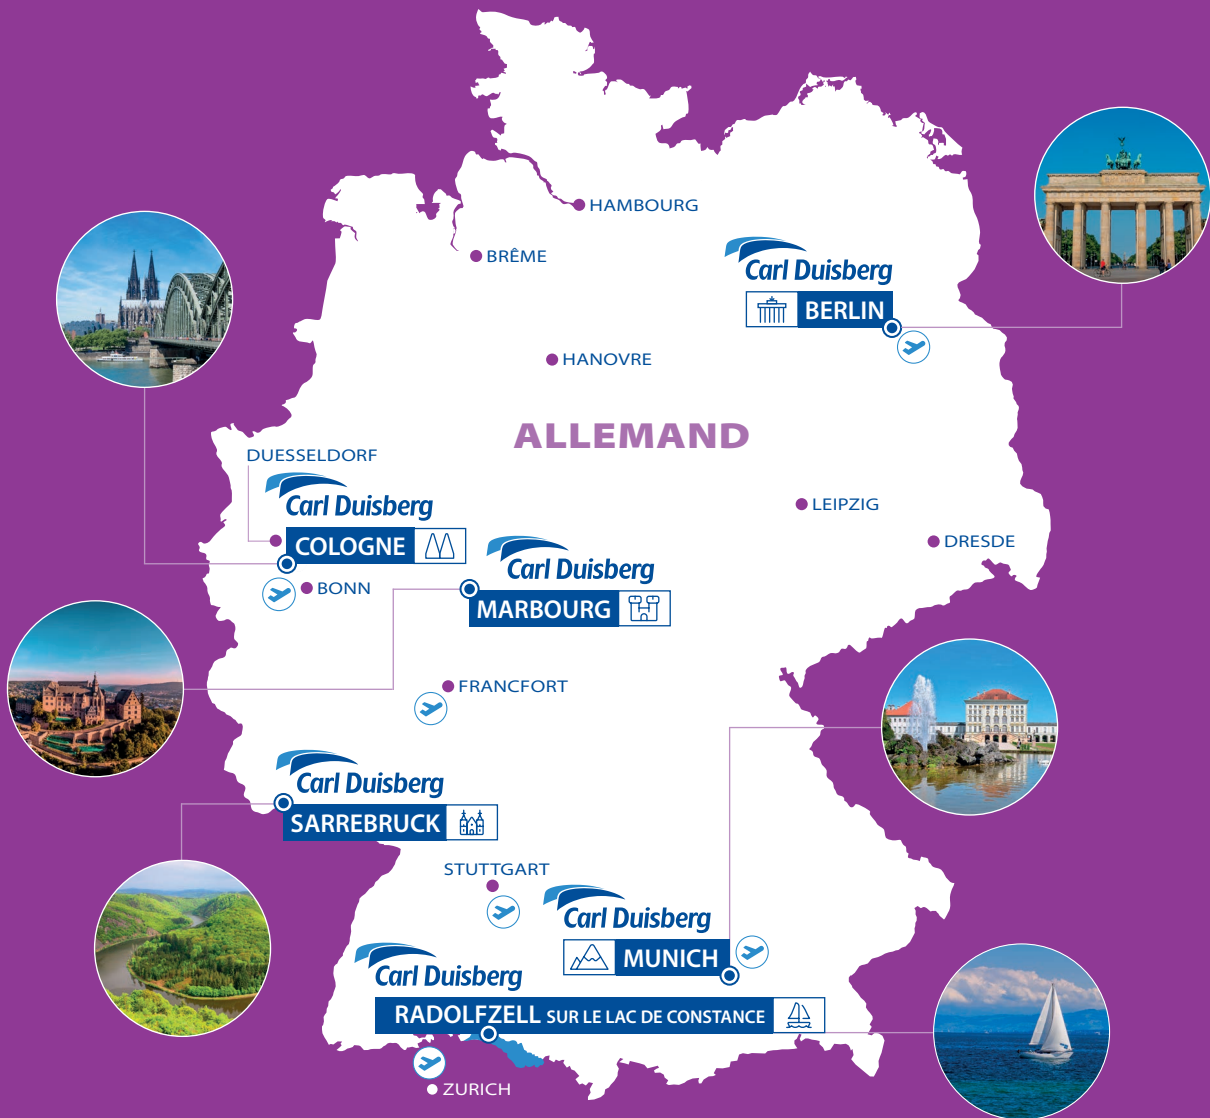 HAMBOURG
BRÊME
Carl Duisberg
BERLIN
HANOVRE
ALLEMAND
DUESSELDORF
Carl Duisberg
COLOGNE
LEIPZIG
DRESDE
BONN
Carl Duisberg
MARBOURG
FRANCFORT
Carl Duisberg
SARREBRUCK
STUTTGART
Carl Duisberg
MUNICH
Carl Duisberg
RADOLFZELL SUR LE LAC DE CONSTANCE
ZURICH